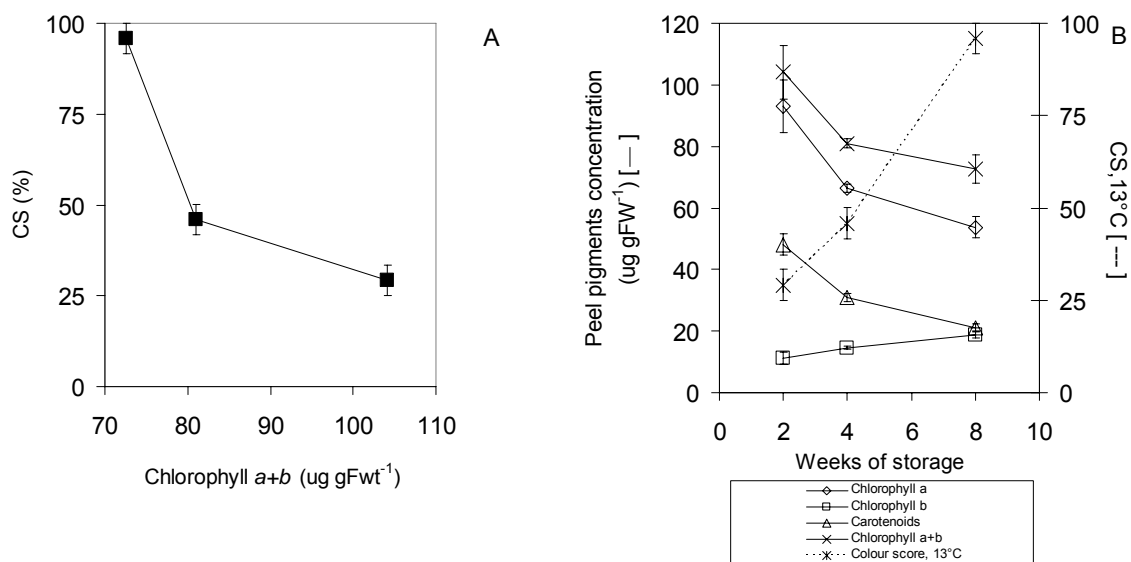 A
100
75
50
25
0
CS (%)
70 80 90 100 110
Chlorophyll a+b (ug gFwt-1)
B
120
100
80
60
40
20
0
Peel pigments concentration
(ug gFW-1) [ — ]
100
75
50
25
0
CS,13°C [ --- ]
0 2 4 6 8 10
Weeks of storage
Chlorophyll a
Chlorophyll b
Carotenoids
Chlorophyll a+b
Colour score, 13°C